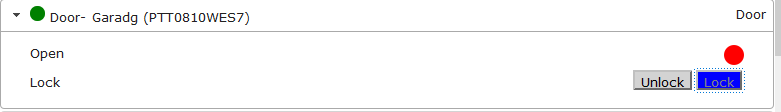 Door- Garadg (PTT0810WES7) Door
Open
Lock Unlock Lock